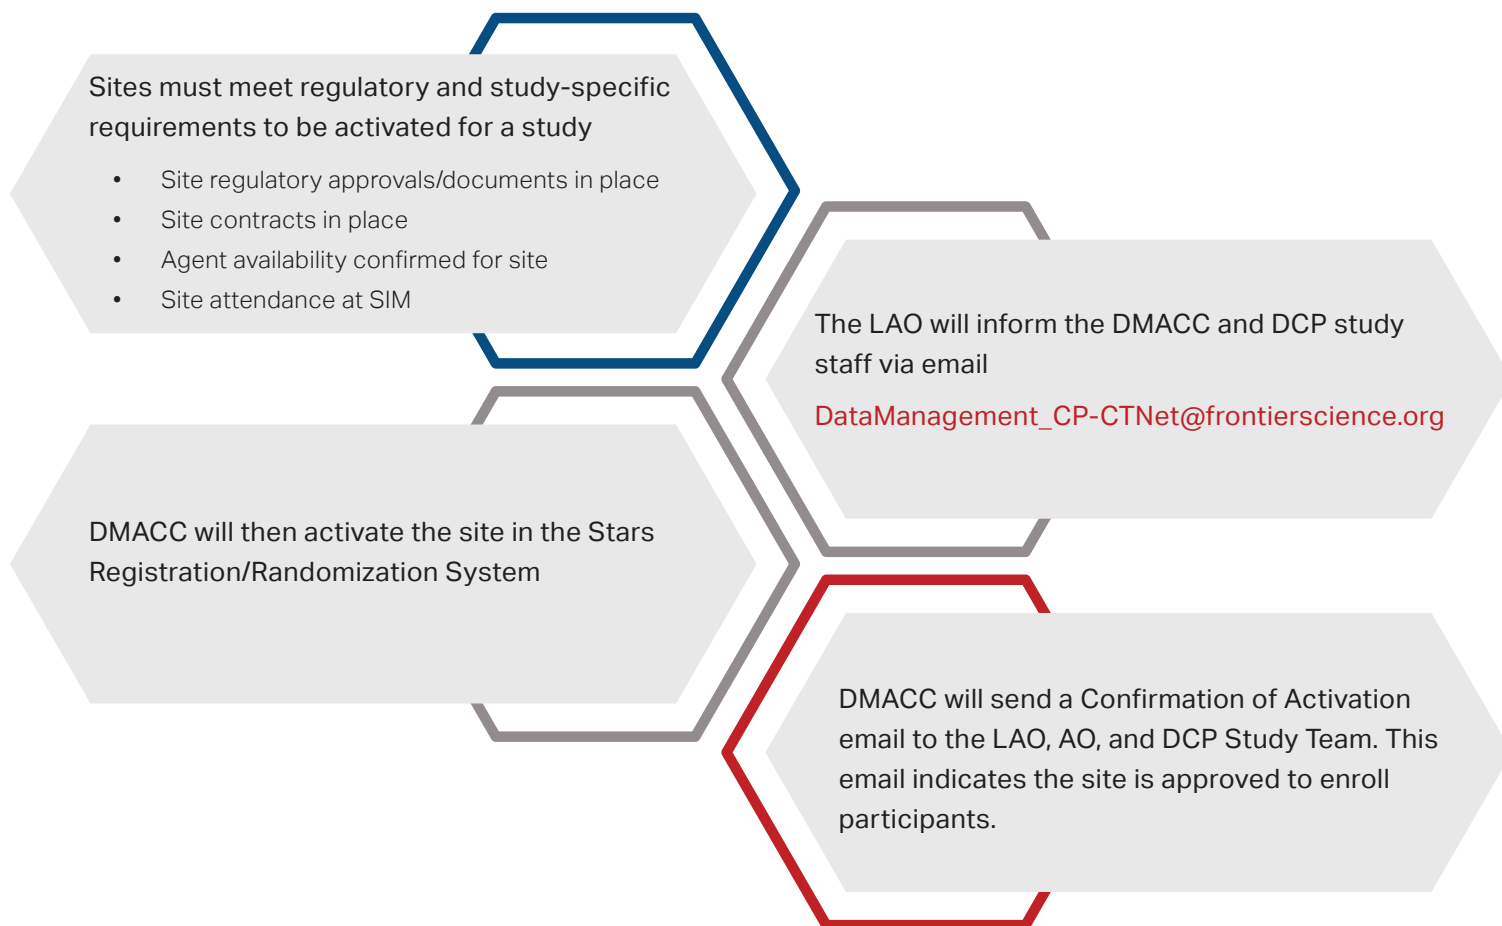 Sites must meet regulatory and study-specific
requirements to be activated for a study
• Site regulatory approvals/documents in place
• Site contracts in place
• Agent availability confirmed for site
• Site attendance at SIM
The LAO will inform the DMACC and DCP study
staff via email
DataManagement_CP-CTNet@frontierscience.org
DMACC will then activate the site in the Stars
Registration/Randomization System
DMACC will send a Confirmation of Activation
email to the LAO, AO, and DCP Study Team. This
email indicates the site is approved to enroll
participants.